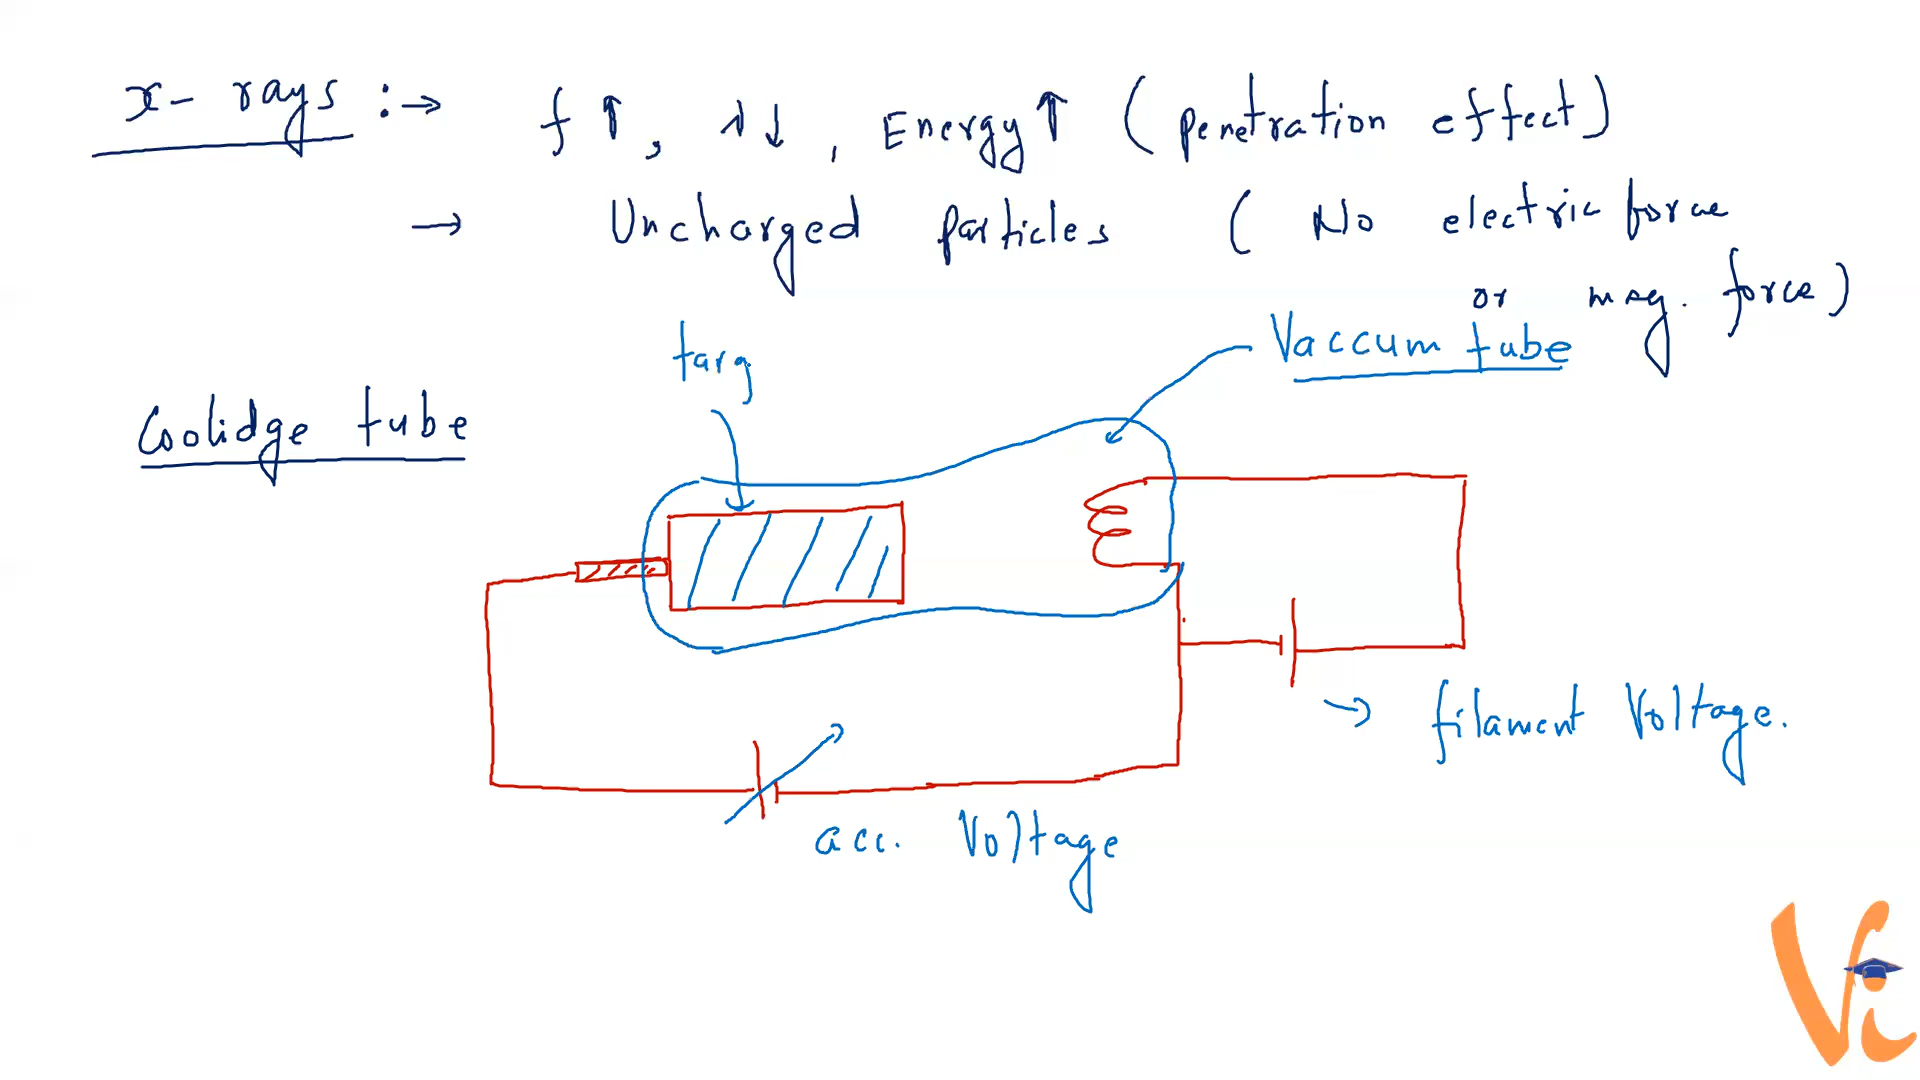 x- rays :→ f ↑, λ↓, Energy↑ (penetration effect)
→ Uncharged particles ( No electric force
or mag. force)
targ
Vaccum tube
Coolidge tube
→ filament Voltage.
acc. Voltage
Vi